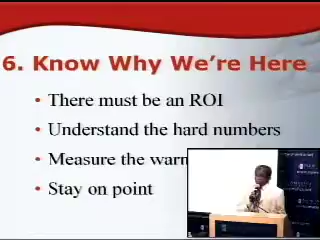 6. Know Why We're Here
• There must be an ROI
• Understand the hard numbers
• Measure the warm
• Stay on point